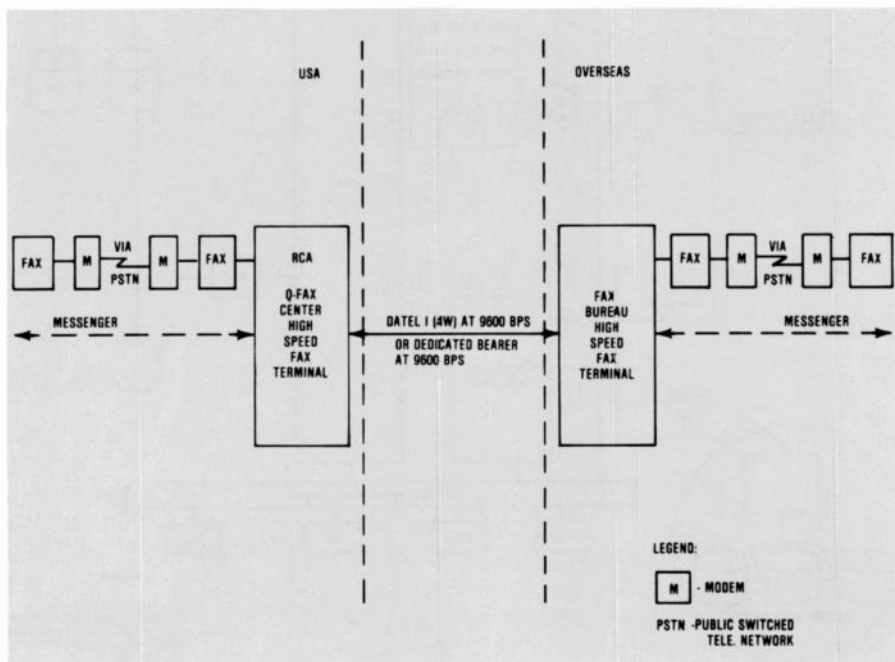 USA
OVERSEAS
FAX
M
VIA
PSTN
M
FAX
RCA
Q-FAX
CENTER
HIGH
SPEED
FAX
TERMINAL
MESSENGER
DATEL I (4W) AT 9600 BPS
OR DEDICATED BEARER
AT 9600 BPS
FAX
BUREAU
HIGH
SPEED
FAX
TERMINAL
FAX
M
VIA
PSTN
M
FAX
MESSENGER
LEGEND:
M - MODEM
PSTN -PUBLIC SWITCHED
TELE. NETWORK